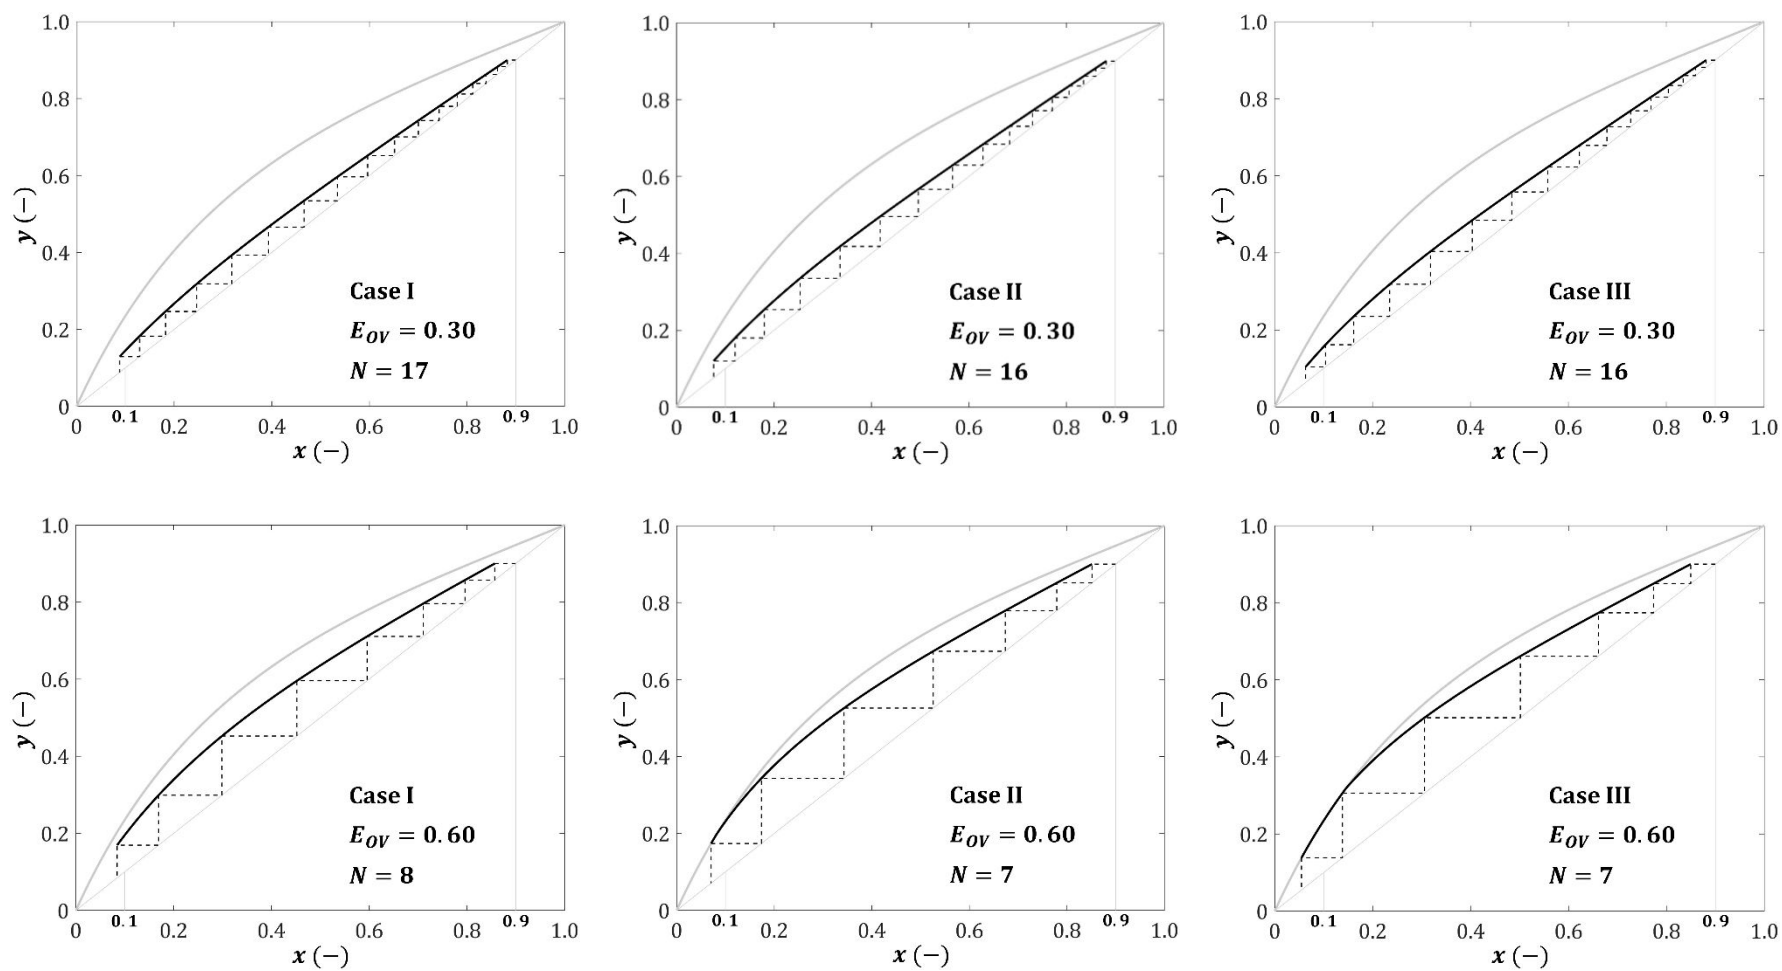 1.0
0.8
0.6
0.4
0.2
0
y (−)
Case I
E_OV = 0.30
N = 17
0.1
0.9
0 0.2 0.4 0.6 0.8 1.0
x (−)
1.0
0.8
0.6
0.4
0.2
0
y (−)
Case II
E_OV = 0.30
N = 16
0.1
0.9
0 0.2 0.4 0.6 0.8 1.0
x (−)
1.0
0.8
0.6
0.4
0.2
0
y (−)
Case III
E_OV = 0.30
N = 16
0.1
0.9
0 0.2 0.4 0.6 0.8 1.0
x (−)
1.0
0.8
0.6
0.4
0.2
0
y (−)
Case I
E_OV = 0.60
N = 8
0.1
0.9
0 0.2 0.4 0.6 0.8 1.0
x (−)
1.0
0.8
0.6
0.4
0.2
0
y (−)
Case II
E_OV = 0.60
N = 7
0.1
0.9
0 0.2 0.4 0.6 0.8 1.0
x (−)
1.0
0.8
0.6
0.4
0.2
0
y (−)
Case III
E_OV = 0.60
N = 7
0.1
0.9
0 0.2 0.4 0.6 0.8 1.0
x (−)